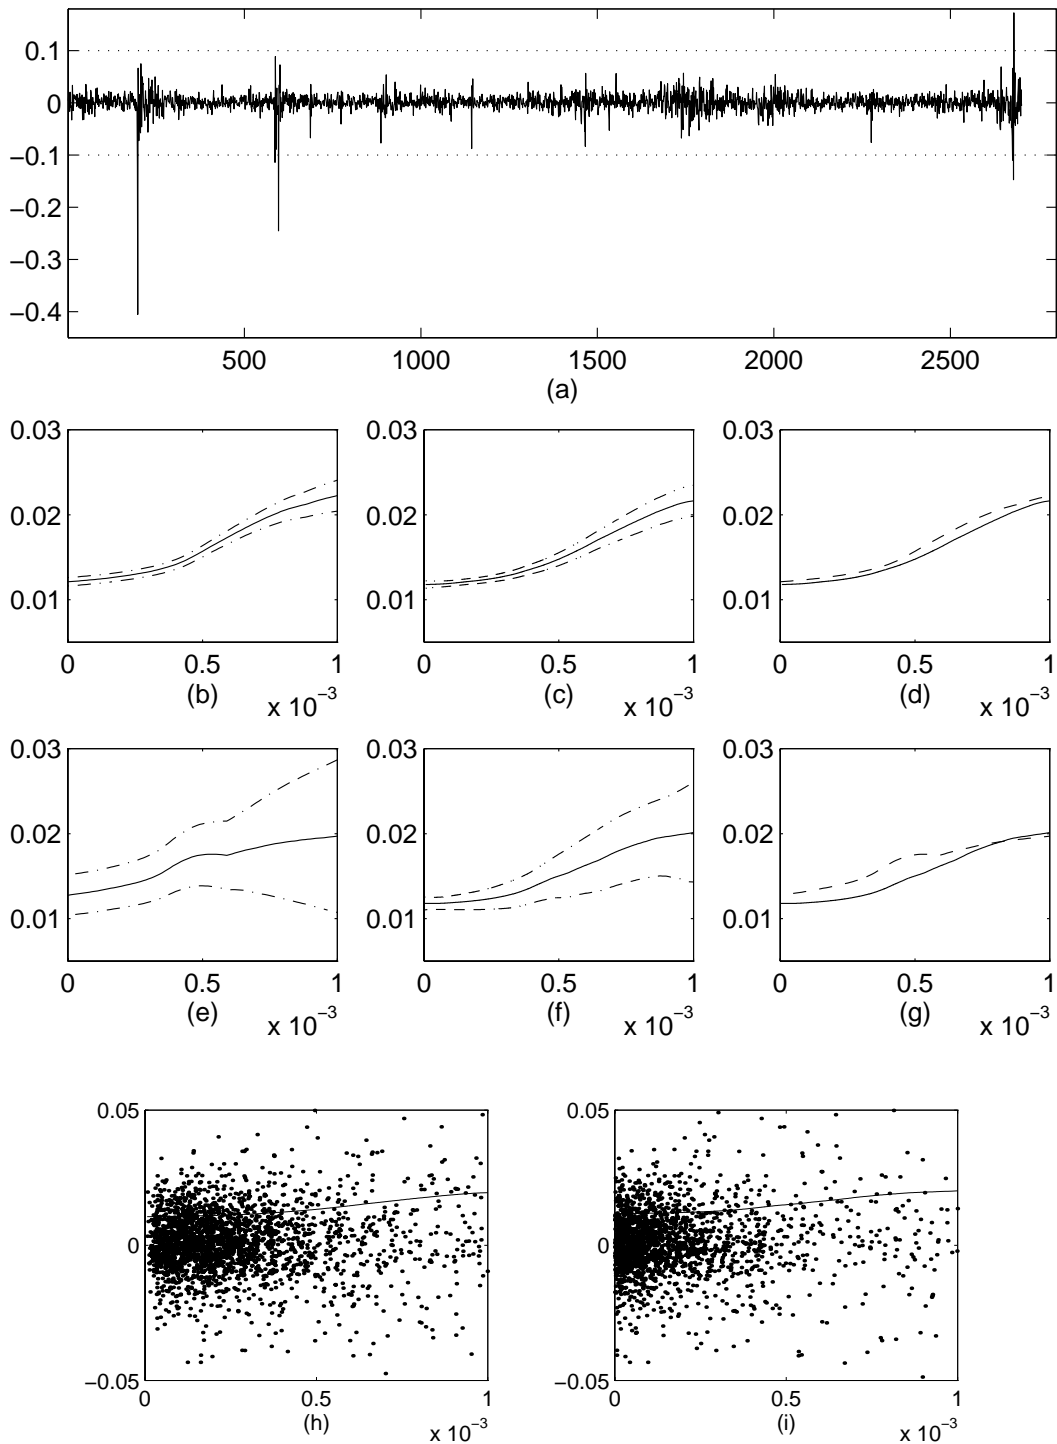 0.1
0
−0.1
−0.2
−0.3
−0.4
500 1000 1500 2000 2500
(a)
0.03 0.03 0.03
0.02 0.02 0.02
0.01 0.01 0.01
0 0.5 1 0 0.5 1 0 0.5 1
(b) (c) (d)
x 10−3 x 10−3 x 10−3
0.03 0.03 0.03
0.02 0.02 0.02
0.01 0.01 0.01
0 0.5 1 0 0.5 1 0 0.5 1
(e) (f) (g)
x 10−3 x 10−3 x 10−3
0.05 0.05
0 0
−0.05 −0.05
0 0.5 1 0 0.5 1
(h) (i)
x 10−3 x 10−3